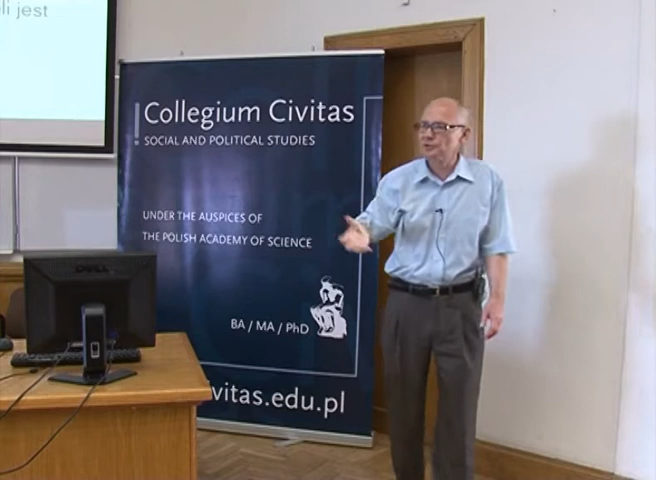 li jest
Collegium Civitas
SOCIAL AND POLITICAL STUDIES
UNDER THE AUSPICES OF
THE POLISH ACADEMY OF SCIENCE
BA / MA / PhD
vitas.edu.pl
DELL